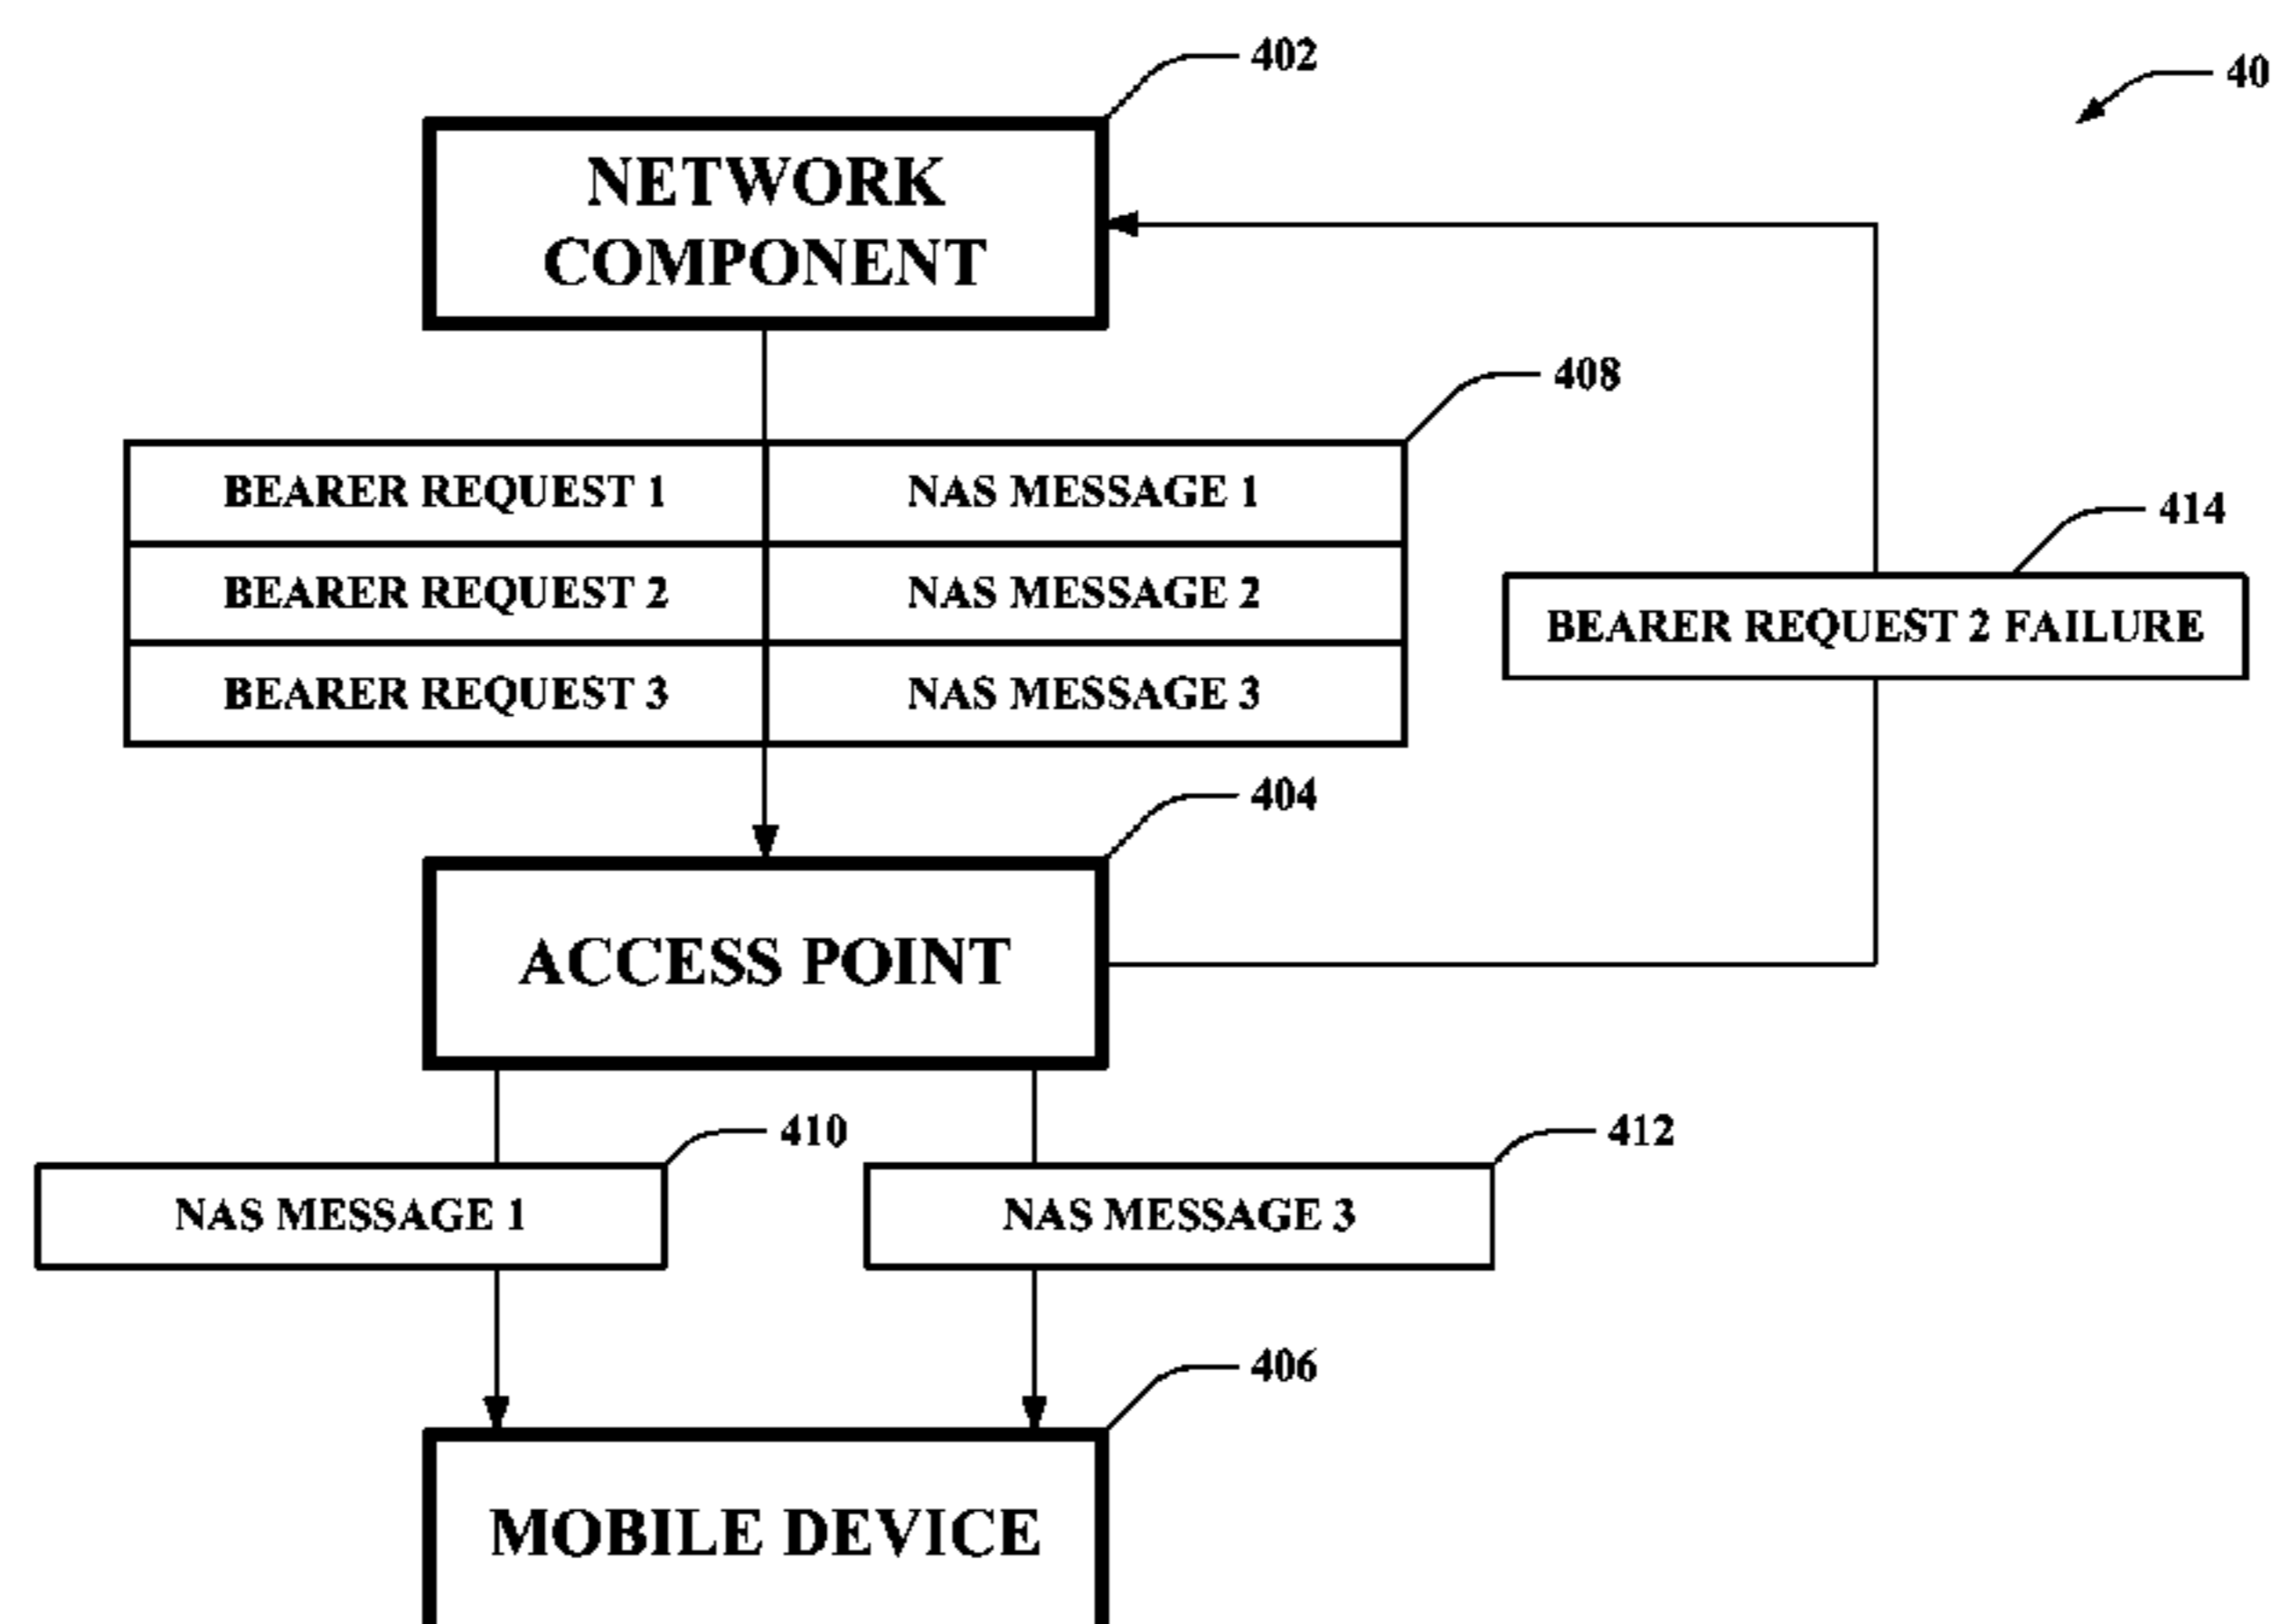 402
40
NETWORK
COMPONENT
408
BEARER REQUEST 1 NAS MESSAGE 1
414
BEARER REQUEST 2 NAS MESSAGE 2
BEARER REQUEST 2 FAILURE
BEARER REQUEST 3 NAS MESSAGE 3
404
ACCESS POINT
410
412
NAS MESSAGE 1
NAS MESSAGE 3
406
MOBILE DEVICE